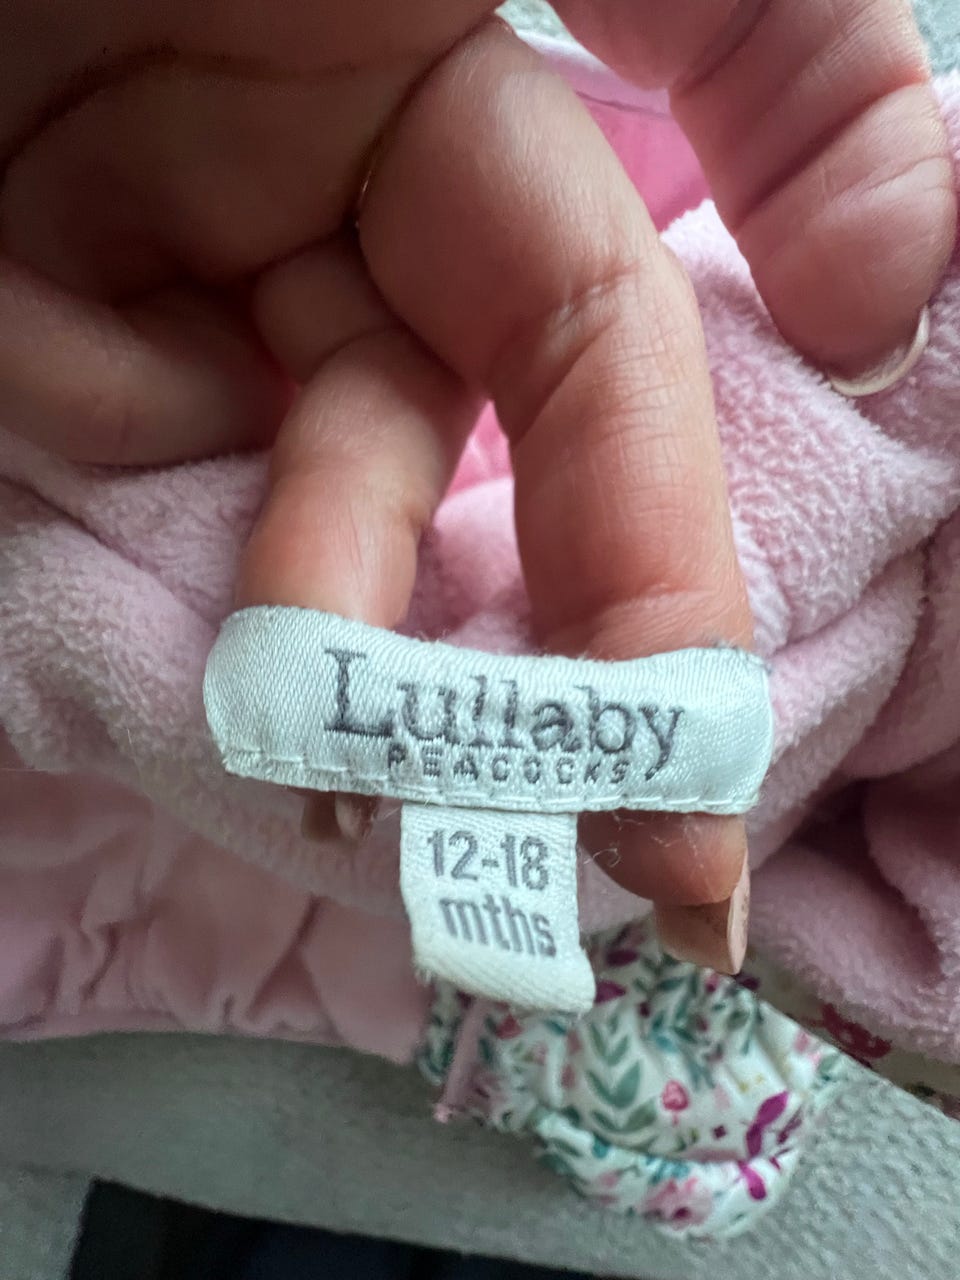 Lullaby
PEACOCKS
12-18
mths